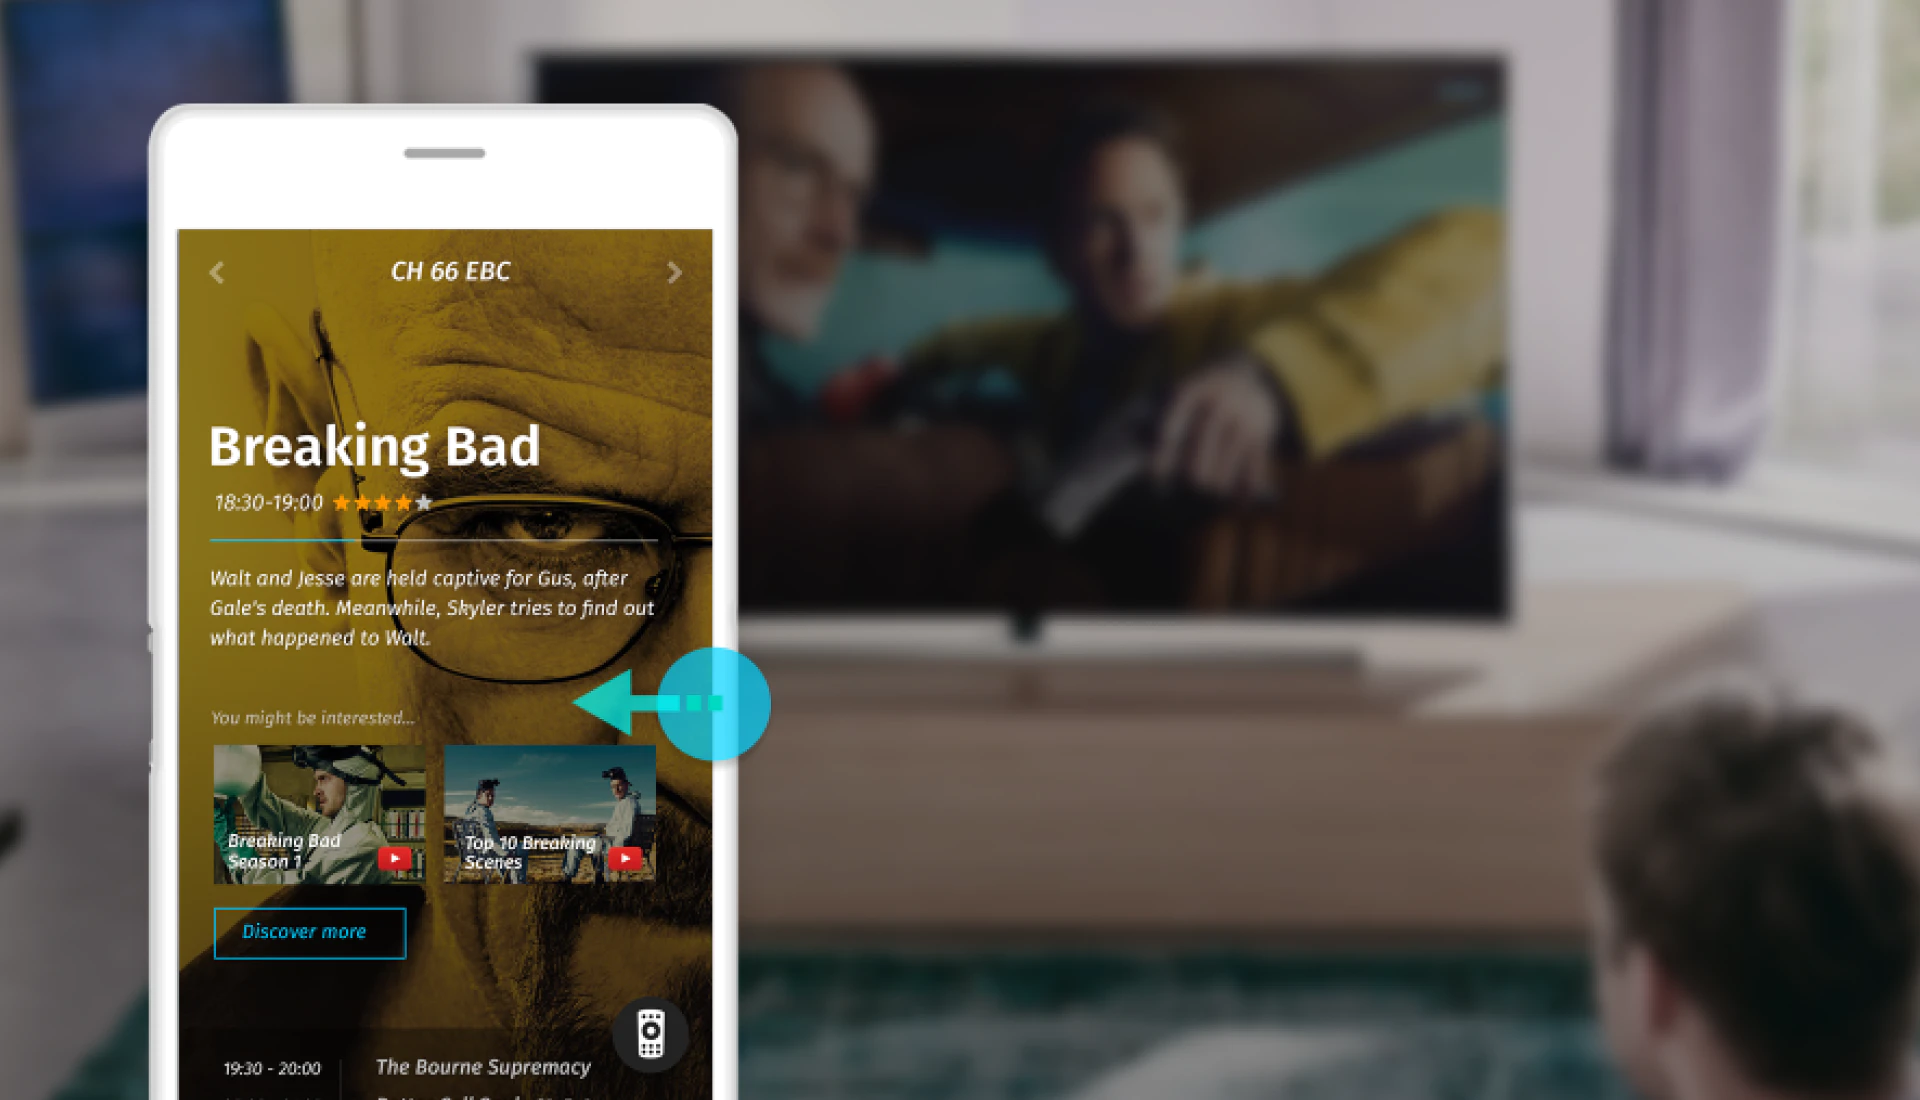 CH 66 EBC
Breaking Bad
18:30-19:00
Walt and Jesse are held captive for Gus, after
Gale's death. Meanwhile, Skyler tries to find out
what happened to Walt.
You might be interested...
Breaking Bad
Season 1
Top 10 Breaking
Scenes
Discover more
19:30 - 20:00 The Bourne Supremacy